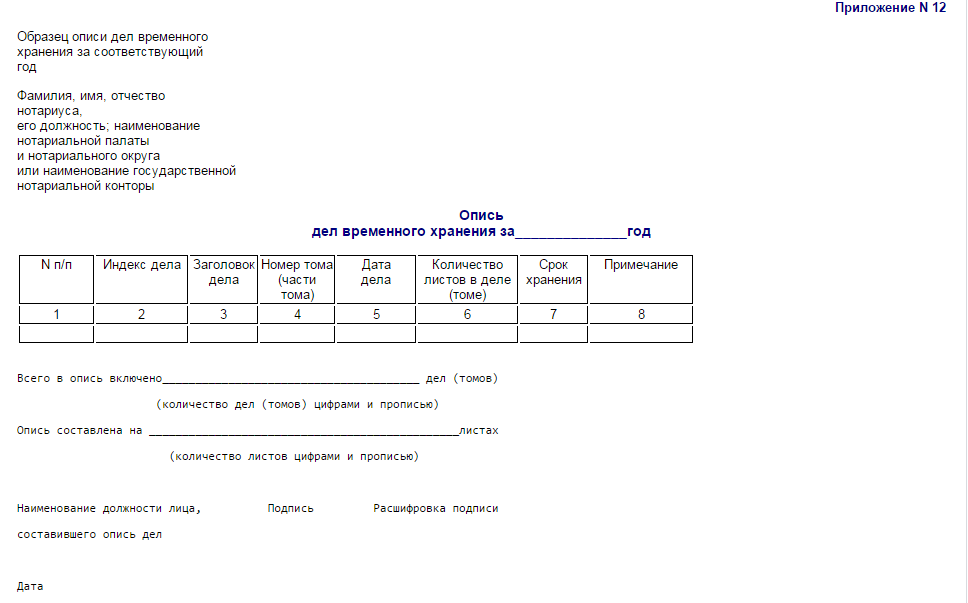 Приложение N 12
Образец описи дел временного
хранения за соответствующий
год
Фамилия, имя, отчество
нотариуса,
его должность; наименование
нотариальной палаты
и нотариального округа
или наименование государственной
нотариальной конторы
Опись
дел временного хранения за______________год
N п/п Индекс дела Заголовок дела Номер тома (части тома) Дата дела Количество листов в деле (томе) Срок хранения Примечание
1 2 3 4 5 6 7 8
Всего в опись включено_______________________________________ дел (томов)
(количество дел (томов) цифрами и прописью)
Опись составлена на _______________________________________________листах
(количество листов цифрами и прописью)
Наименование должности лица, Подпись Расшифровка подписи
составившего опись дел
Дата